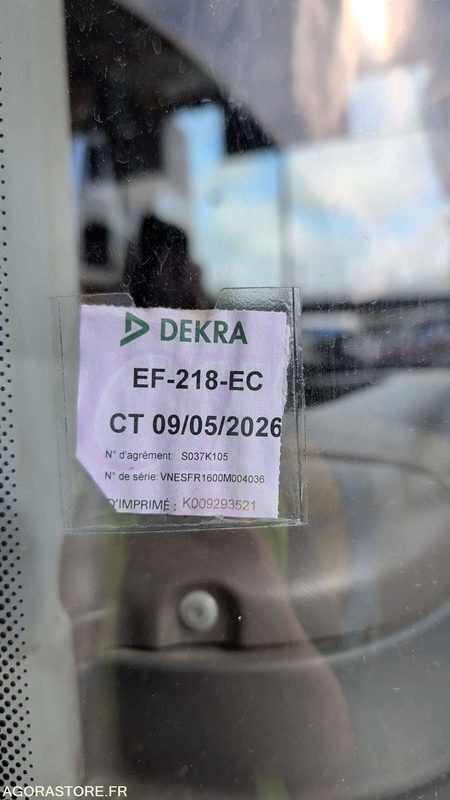 DEKRA
EF-218-EC
CT 09/05/2026
N° d'agrément: S037K105
N° de série. VNESFR1600M004036
D'IMPRIMÉ : K009293521
AGORASTORE.FR